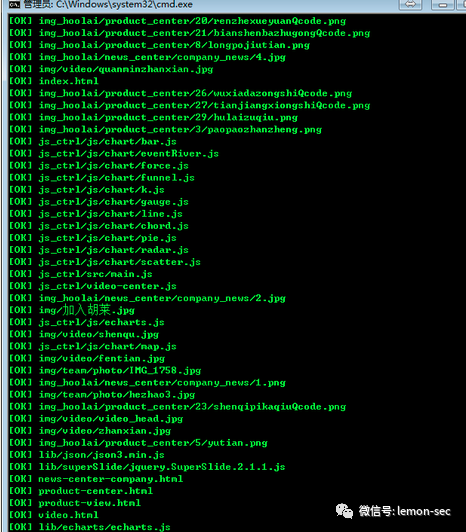 管理员: C:\Windows\system32\cmd.exe
[OK] img_hoolai/product_center/20/renzhexueyuanQcode.png
[OK] img_hoolai/product_center/21/bianshenbazhugongQcode.png
[OK] img_hoolai/product_center/8/longpojiutian.png
[OK] img_hoolai/news_center/company_news/4.jpg
[OK] img/video/quanminzhanxian.jpg
[OK] index.html
[OK] img_hoolai/product_center/26/wuxiadazongshiQcode.png
[OK] img_hoolai/product_center/27/tianjiangxiongshiQcode.png
[OK] img_hoolai/product_center/29/hulaizuqiu.png
[OK] img_hoolai/product_center/3/paopaozhanzheng.png
[OK] js_ctrl/js/chart/bar.js
[OK] js_ctrl/js/chart/eventRiver.js
[OK] js_ctrl/js/chart/force.js
[OK] js_ctrl/js/chart/funnel.js
[OK] js_ctrl/js/chart/k.js
[OK] js_ctrl/js/chart/gauge.js
[OK] js_ctrl/js/chart/line.js
[OK] js_ctrl/js/chart/chord.js
[OK] js_ctrl/js/chart/pie.js
[OK] js_ctrl/js/chart/radar.js
[OK] js_ctrl/js/chart/scatter.js
[OK] js_ctrl/src/main.js
[OK] js_ctrl/video-center.js
[OK] img_hoolai/news_center/company_news/2.jpg
[OK] img/加入胡莱.jpg
[OK] js_ctrl/js/echarts.js
[OK] img/video/shenqu.jpg
[OK] js_ctrl/js/chart/map.js
[OK] img/video/fentian.jpg
[OK] img/team/photo/IMG_1758.jpg
[OK] img_hoolai/news_center/company_news/1.png
[OK] img/team/photo/hezhao3.jpg
[OK] img_hoolai/product_center/23/shenqipikaqiuQcode.png
[OK] img/video/video_head.jpg
[OK] img/video/zhanxian.jpg
[OK] img_hoolai/product_center/5/yutian.png
[OK] lib/json/json3.min.js
[OK] lib/superSlide/jquery.SuperSlide.2.1.1.js
[OK] news-center-company.html
[OK] product-center.html
[OK] product-view.html
[OK] video.html
[OK] lib/echarts/echarts.js
微信号: lemon-sec